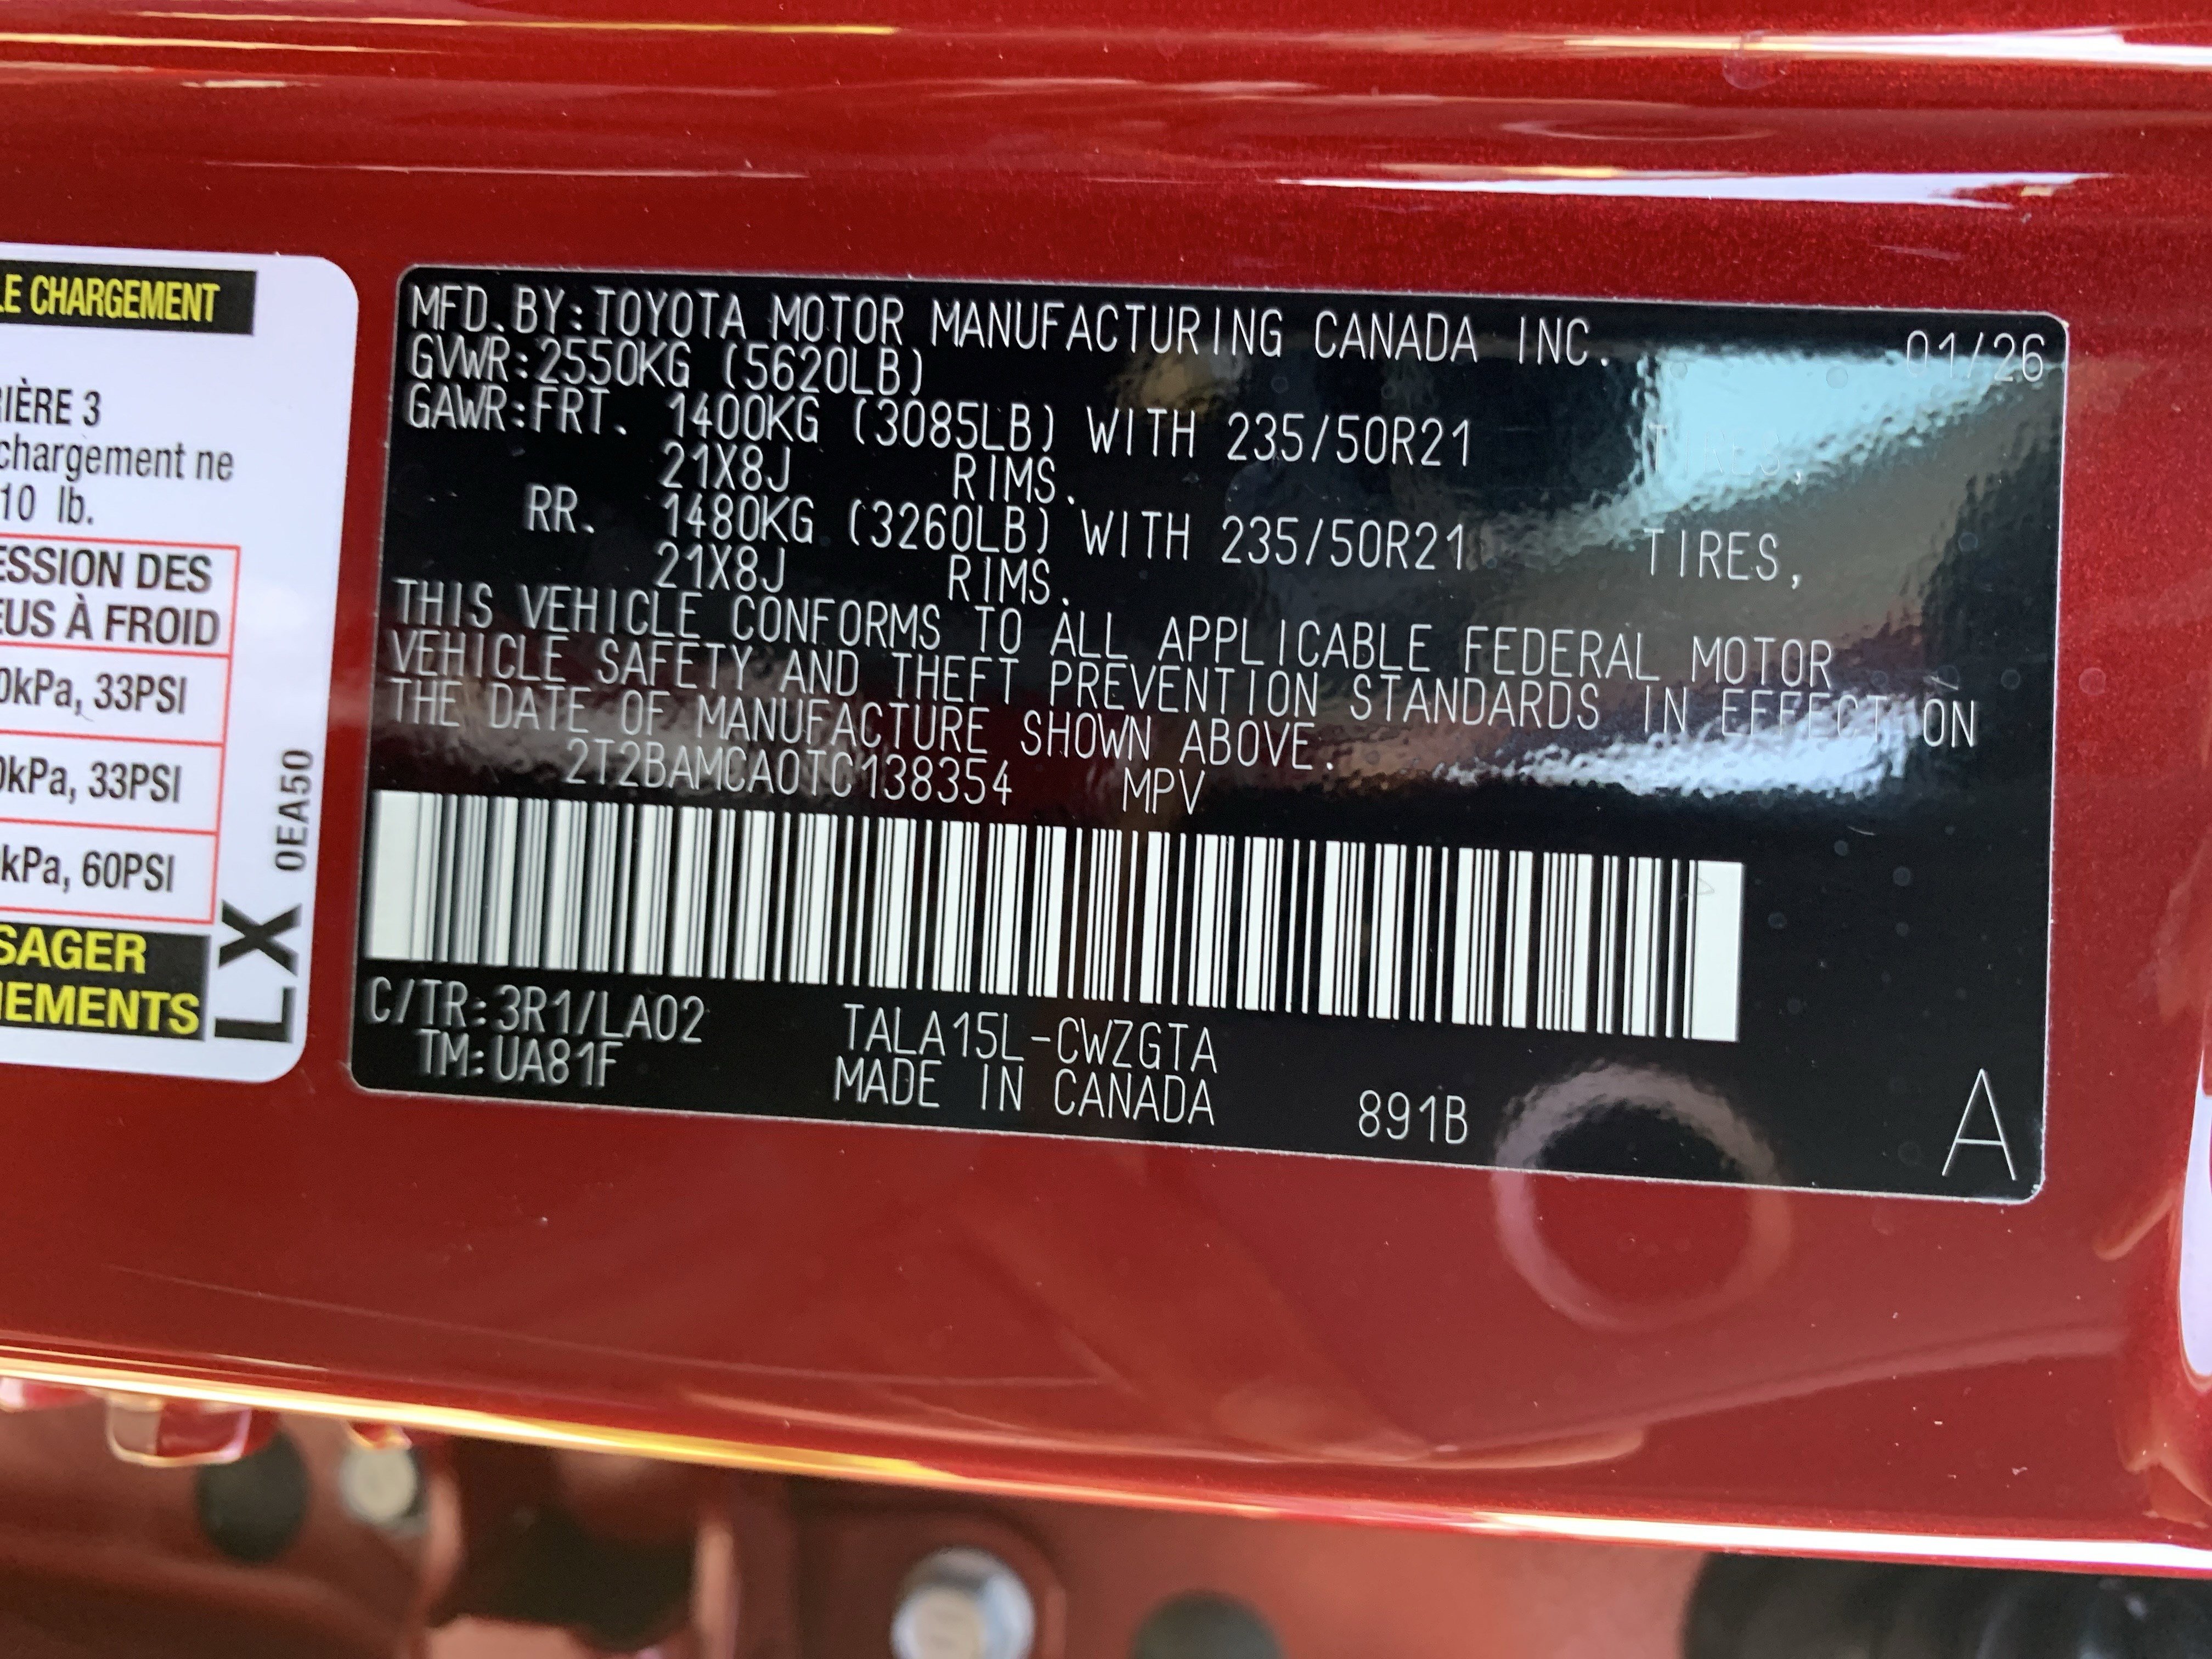 LE CHARGEMENT
RIÈRE 3
chargement ne
10 lb.
ESSION DES
EUS À FROID
0kPa, 33PSI
0kPa, 33PSI
kPa, 60PSI
SAGER
NEMENTS
LX 0EA50
MFD.BY:TOYOTA MOTOR MANUFACTURING CANADA INC. 01/26
GVWR:2550KG (5620LB)
GAWR:FRT. 1400KG (3085LB) WITH 235/50R21 TIRES,
21X8J RIMS.
RR. 1480KG (3260LB) WITH 235/50R21 TIRES,
21X8J RIMS.
THIS VEHICLE CONFORMS TO ALL APPLICABLE FEDERAL MOTOR
VEHICLE SAFETY AND THEFT PREVENTION STANDARDS IN EFFECT ON
THE DATE OF MANUFACTURE SHOWN ABOVE.
2T2BAMCA0TC138354 MPV
C/TR:3R1/LA02 TALA15L-CWZGTA
TM:UA81F MADE IN CANADA 891B
A